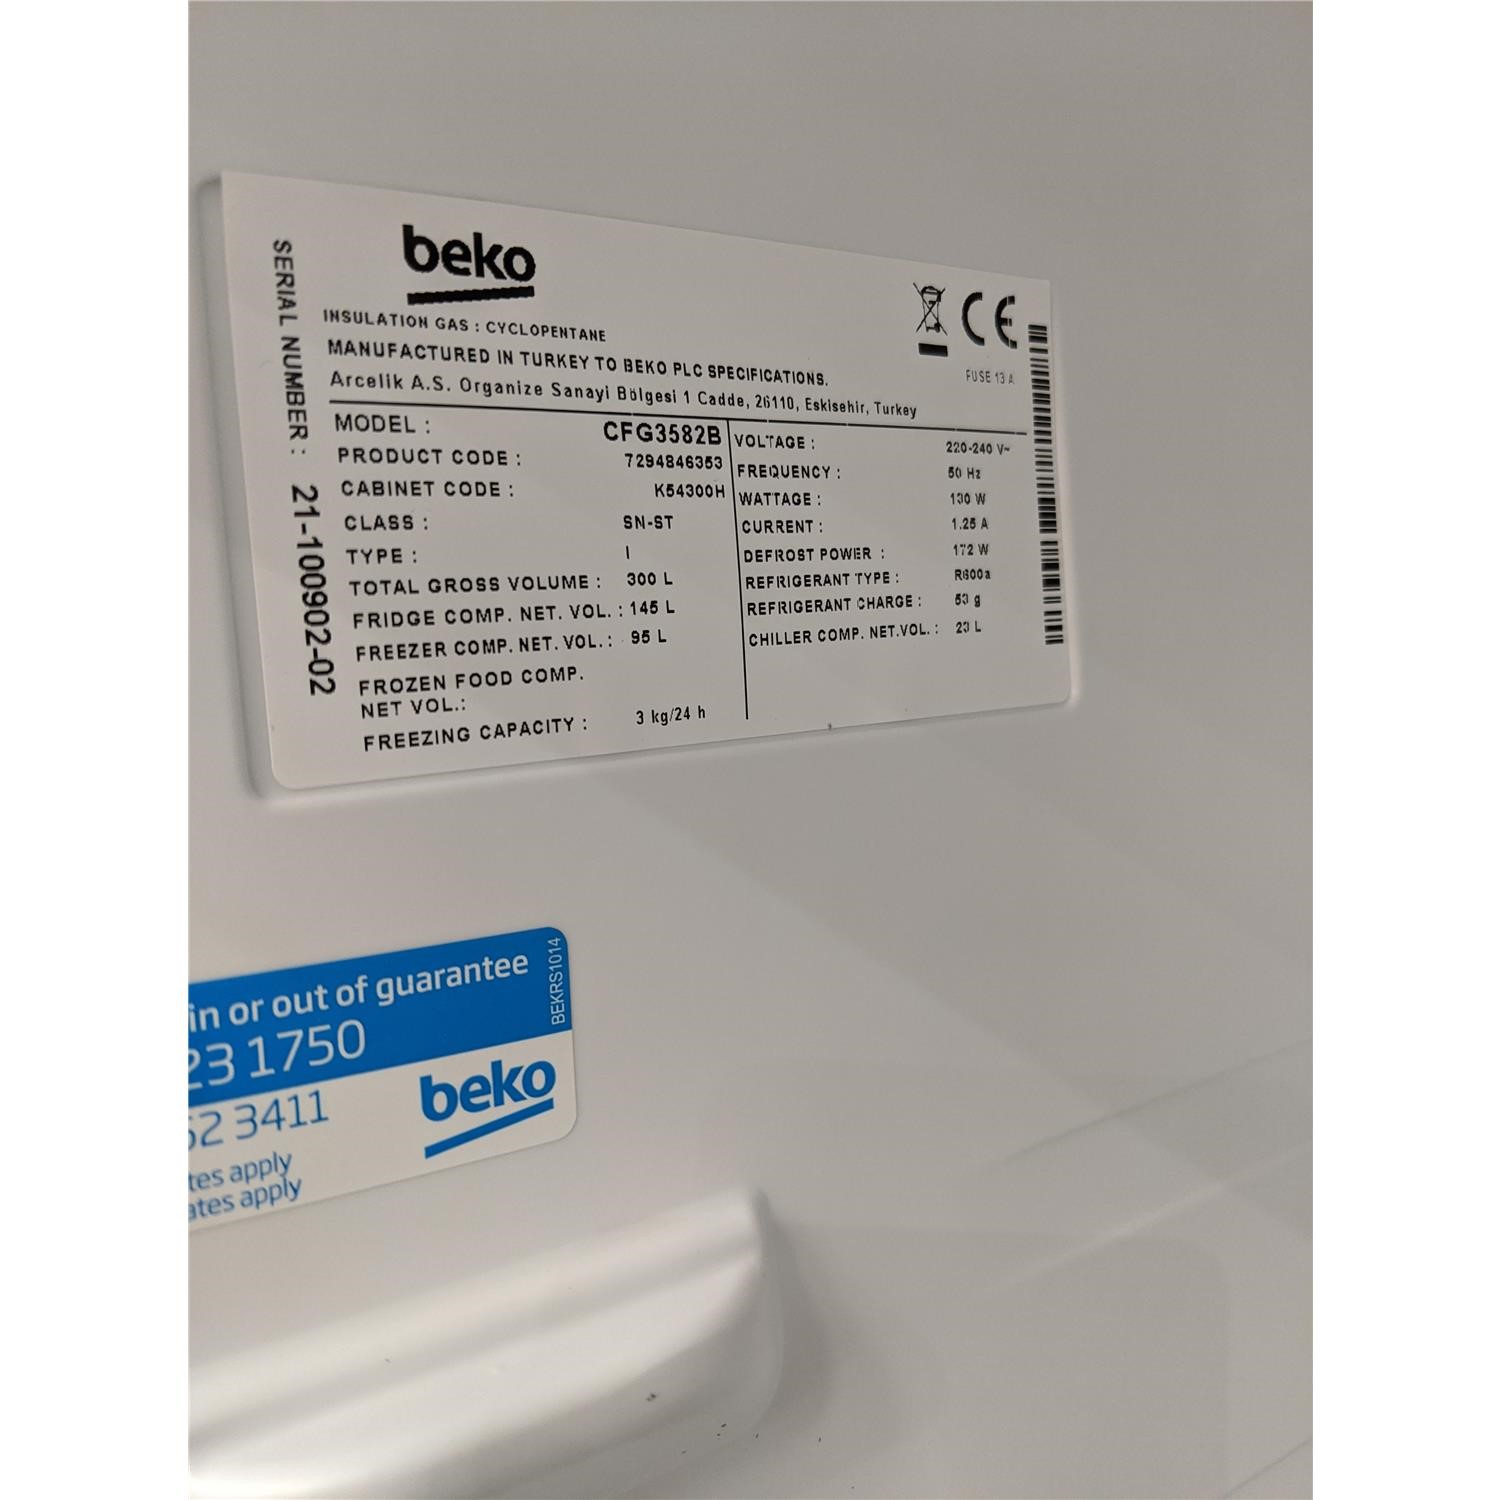 beko
INSULATION GAS : CYCLOPENTANE
MANUFACTURED IN TURKEY TO BEKO PLC SPECIFICATIONS.
Arcelik A.S. Organize Sanayi Bölgesi 1 Cadde, 26110, Eskisehir, Turkey
CE
FUSE 13 A
SERIAL NUMBER : 21-100902-02
MODEL : CFG3582B
PRODUCT CODE : 7294846353
CABINET CODE : K54300H
CLASS : SN-ST
TYPE : I
TOTAL GROSS VOLUME : 300 L
FRIDGE COMP. NET. VOL. : 145 L
FREEZER COMP. NET. VOL. : 95 L
FROZEN FOOD COMP.
NET VOL.:
FREEZING CAPACITY : 3 kg/24 h
VOLTAGE : 220-240 V~
FREQUENCY : 50 Hz
WATTAGE : 130 W
CURRENT : 1.25 A
DEFROST POWER : 172 W
REFRIGERANT TYPE : R600a
REFRIGERANT CHARGE : 53 g
CHILLER COMP. NET.VOL. : 23 L
in or out of guarantee
23 1750
BEKRS1014
52 3411
beko
tes apply
ates apply